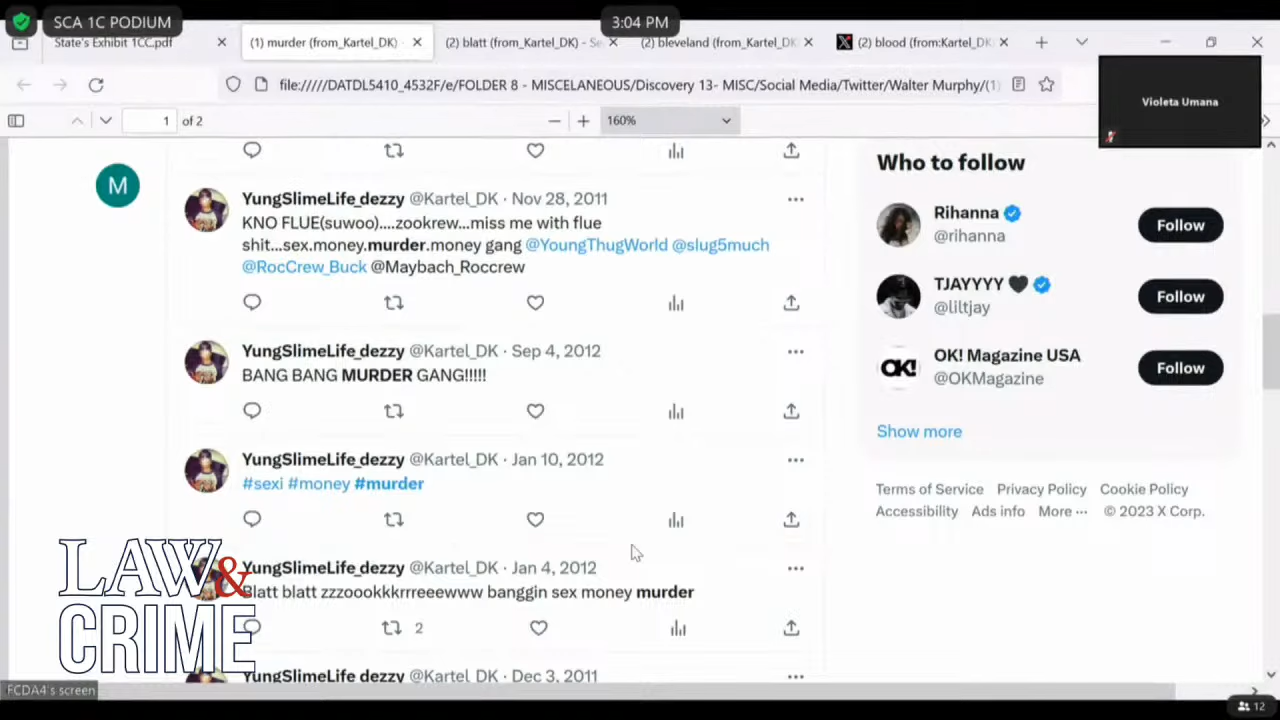 SCA 1C PODIUM
3:04 PM
State's Exhibit 1CC.pdf
(1) murder (from_Kartel_DK)
(2) blatt (from_Kartel_DK) - Se
(2) bleveland (from_Kartel_DK
(2) blood (from:Kartel_DK
file:////DATDL5410_4532F/e/FOLDER 8 - MISCELANEOUS/Discovery 13- MISC/Social Media/Twitter/Walter Murphy/(1)
Violeta Umana
1 of 2
160%
M
YungSlimeLife_dezzy @Kartel_DK · Nov 28, 2011
KNO FLUE(suwoo)....zookrew...miss me with flue
shit...sex.money.murder.money gang @YoungThugWorld @slug5much
@RocCrew_Buck @Maybach_Roccrew
YungSlimeLife_dezzy @Kartel_DK · Sep 4, 2012
BANG BANG MURDER GANG!!!!!
YungSlimeLife_dezzy @Kartel_DK · Jan 10, 2012
#sexi #money #murder
YungSlimeLife_dezzy @Kartel_DK · Jan 4, 2012
Blatt blatt zzzoookkkrrreeewww banggin sex money murder
2
YungSlimeLife_dezzy @Kartel_DK · Dec 3, 2011
Who to follow
Rihanna
@rihanna
Follow
TJAYYYY
@liltjay
Follow
OK!
OK! Magazine USA
@OKMagazine
Follow
Show more
Terms of Service Privacy Policy Cookie Policy
Accessibility Ads info More ··· © 2023 X Corp.
LAW&
CRIME
FCDA4's screen
12